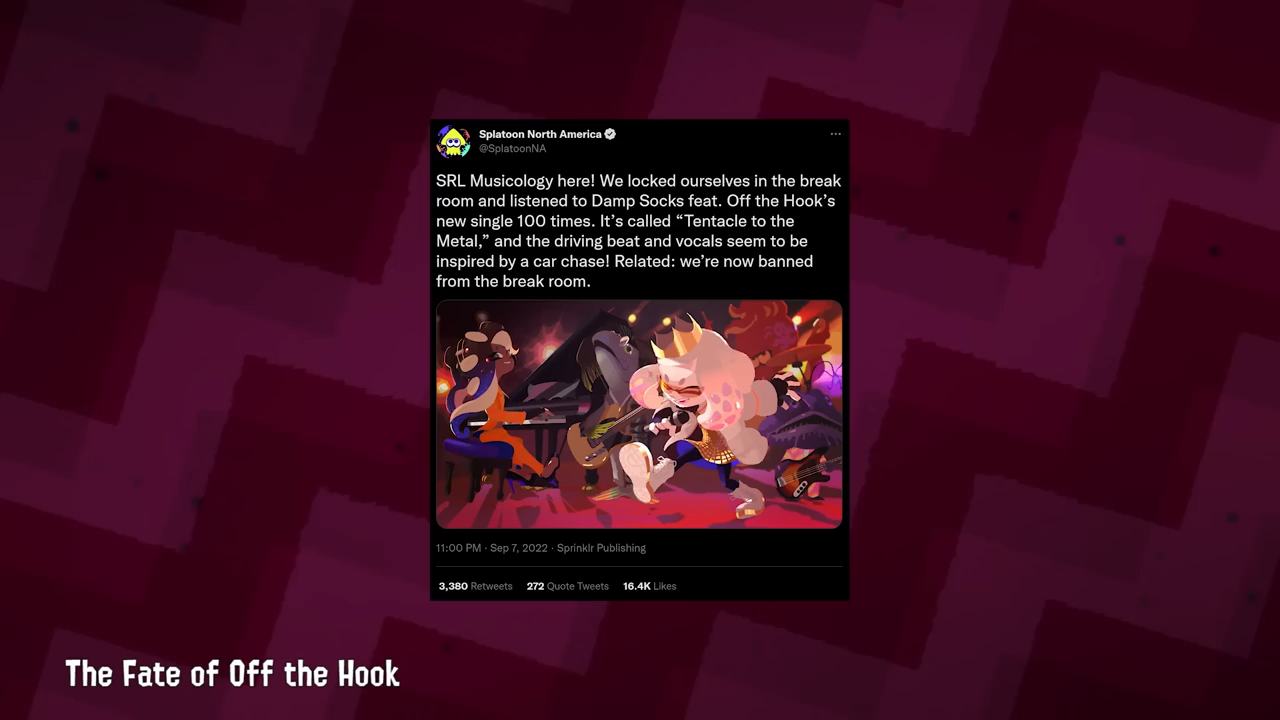 Splatoon North America
@SplatoonNA
SRL Musicology here! We locked ourselves in the break
room and listened to Damp Socks feat. Off the Hook’s
new single 100 times. It’s called “Tentacle to the
Metal,” and the driving beat and vocals seem to be
inspired by a car chase! Related: we’re now banned
from the break room.
11:00 PM · Sep 7, 2022 · Sprinklr Publishing
3,380 Retweets 272 Quote Tweets 16.4K Likes
The Fate of Off the Hook